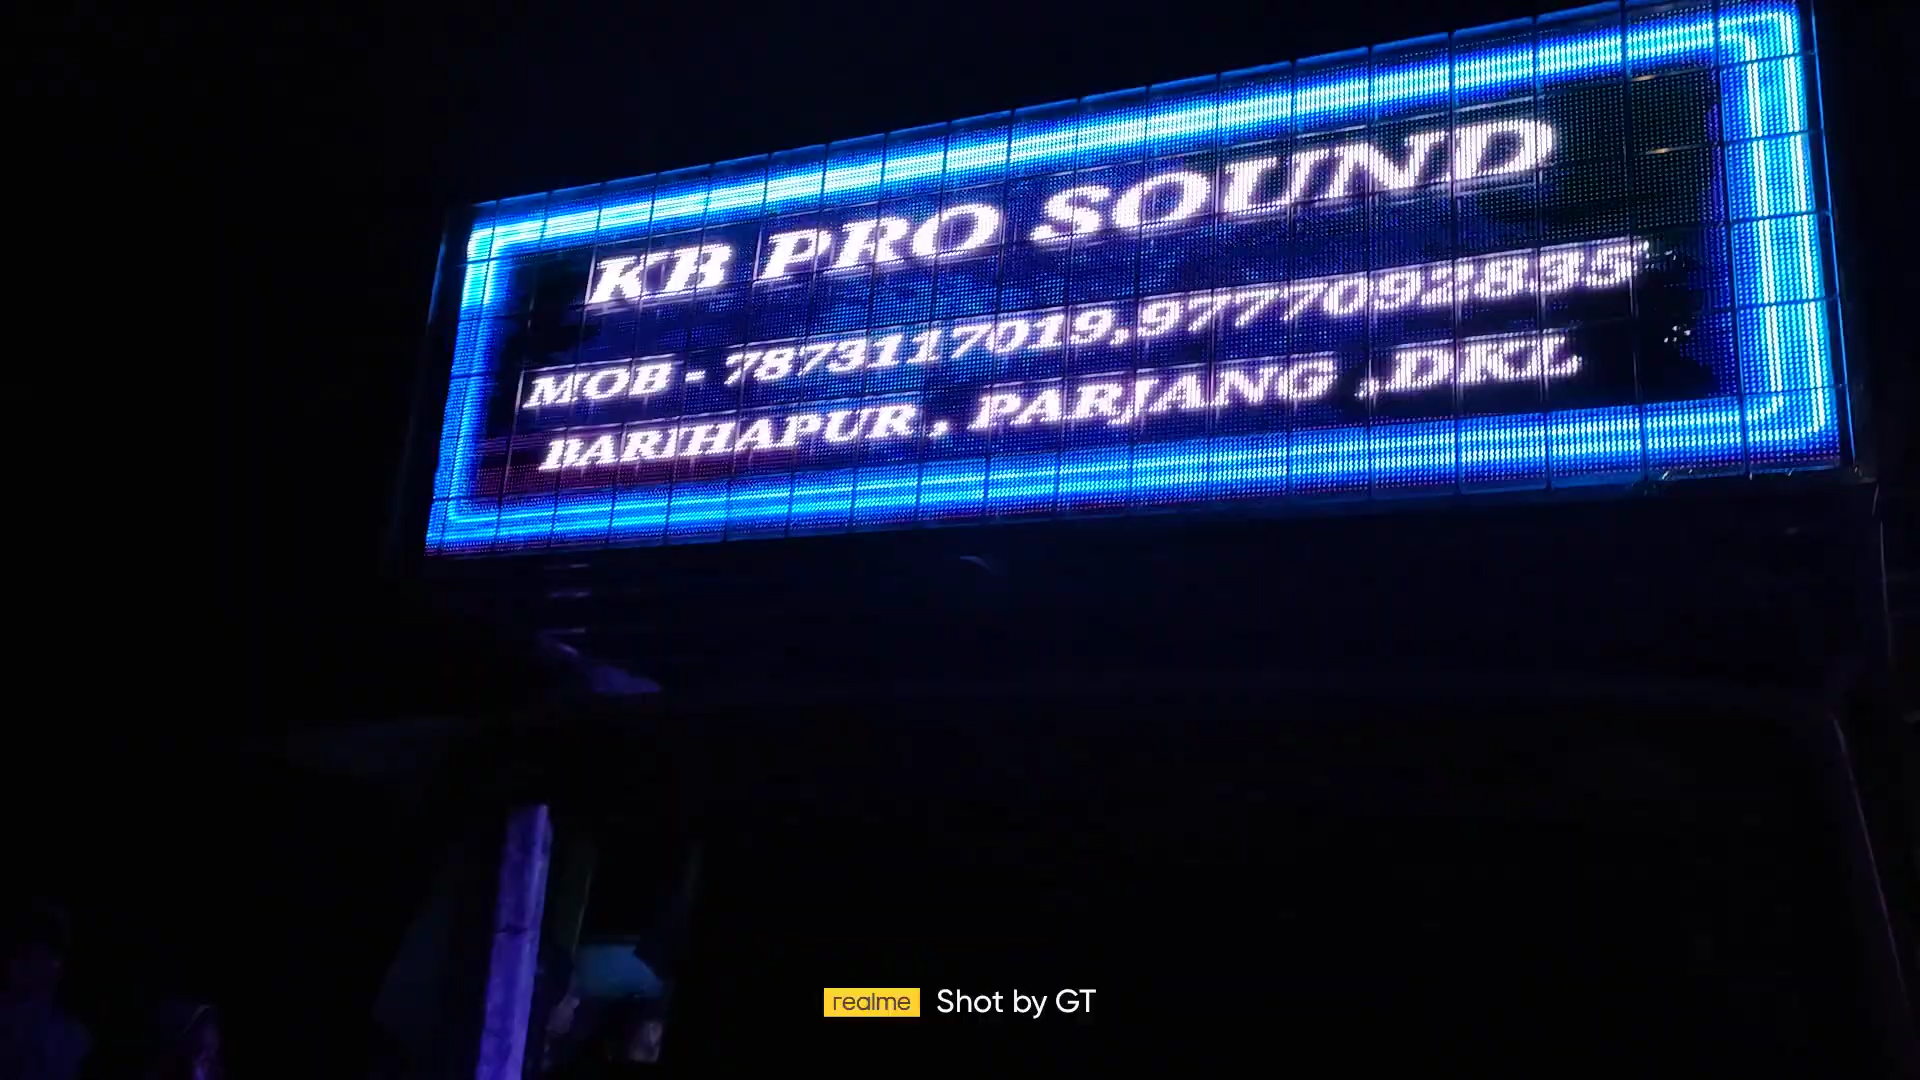 KB PRO SOUND
MOB - 7873117019,9777092835
BARIHAPUR , PARJANG ,DKL
realme Shot by GT